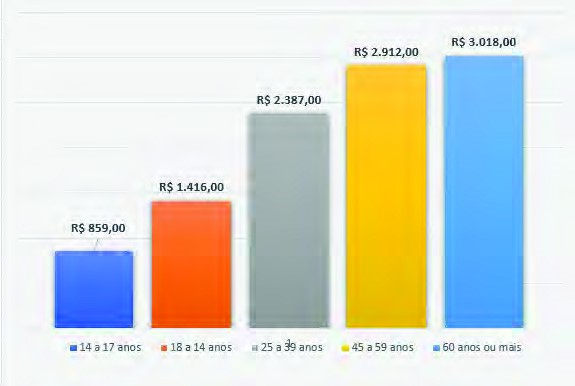 R$ 3.018,00
R$ 2.912,00
R$ 2.387,00
R$ 1.416,00
R$ 859,00
14 a 17 anos 18 a 14 anos 25 a 39 anos 45 a 59 anos 60 anos ou mais